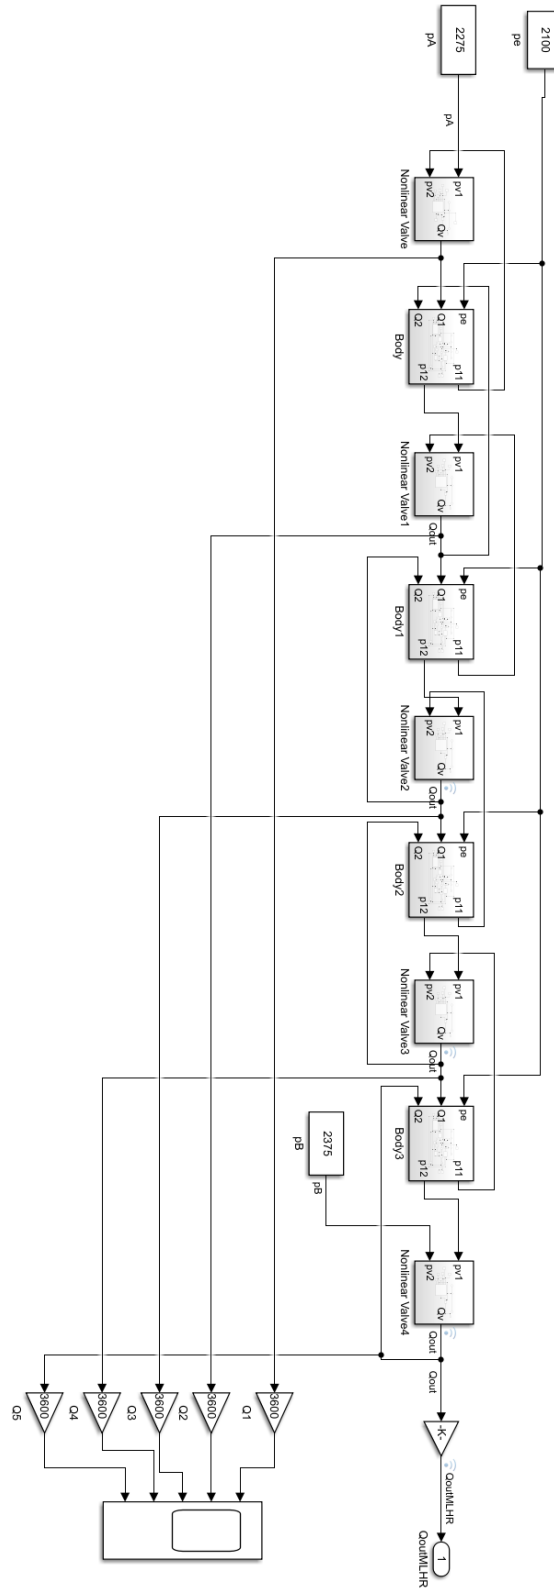 2100
pe
2275
pA
pA
pv1
pv2
Qv
Nonlinear Valve
pe
Q1
Q2
p11
p12
Body
pv1
pv2
Qv
Nonlinear Valve1
Qout
pe
Q1
Q2
p11
p12
Body1
pv1
pv2
Qv
Nonlinear Valve2
Qout
pe
Q1
Q2
p11
p12
Body2
pv1
pv2
Qv
Nonlinear Valve3
Qout
pe
Q1
Q2
p11
p12
Body3
2375
pB
pB
pv1
pv2
Qv
Nonlinear Valve4
Qout
Qout
-K-
QoutMLHR
1
QoutMLHR
3600
Q1
3600
Q2
3600
Q3
3600
Q4
3600
Q5